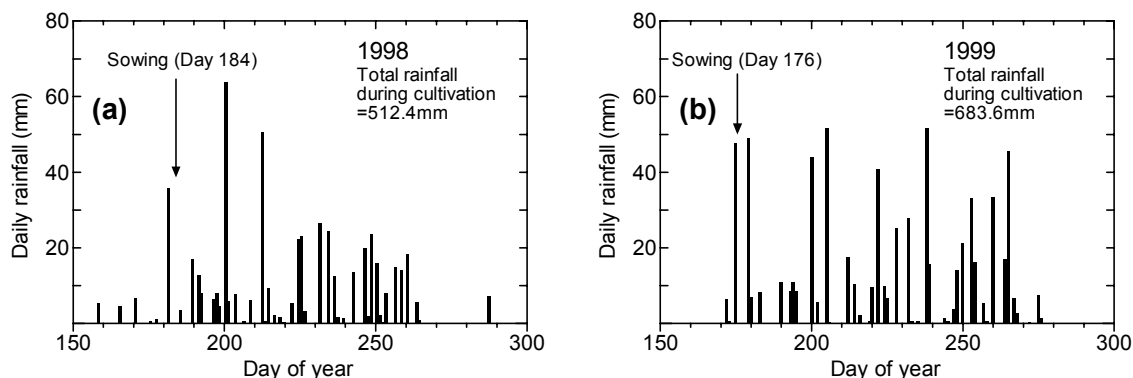 80
60
40
20
0
150
200
250
300
Daily rainfall (mm)
Day of year
Sowing (Day 184)
(a)
1998
Total rainfall
during cultivation
=512.4mm
80
60
40
20
0
150
200
250
300
Daily rainfall (mm)
Day of year
Sowing (Day 176)
(b)
1999
Total rainfall
during cultivation
=683.6mm